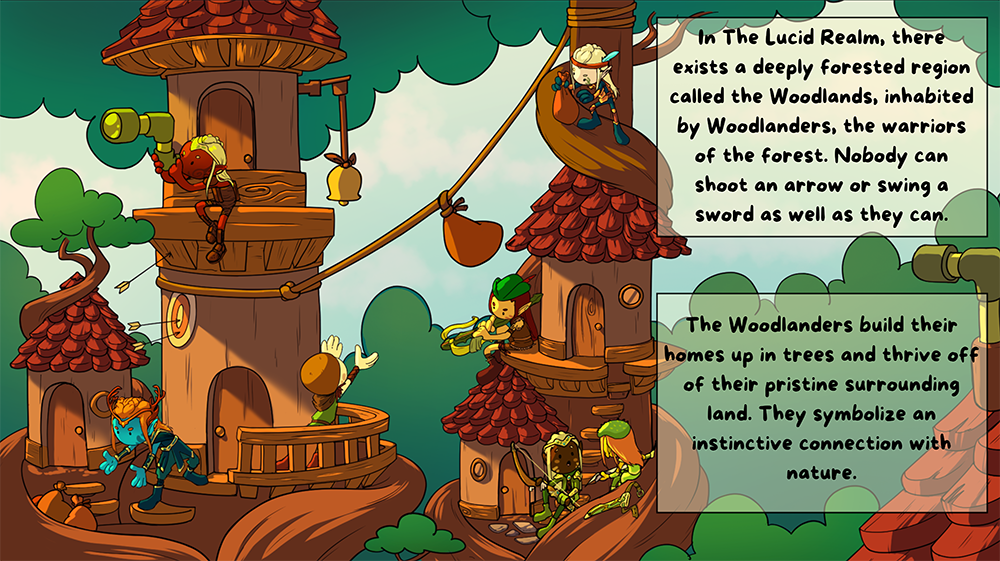 In The Lucid Realm, there
exists a deeply forested region
called the Woodlands, inhabited
by Woodlanders, the warriors
of the forest. Nobody can
shoot an arrow or swing a
sword as well as they can.
The Woodlanders build their
homes up in trees and thrive off
of their pristine surrounding
land. They symbolize an
instinctive connection with
nature.